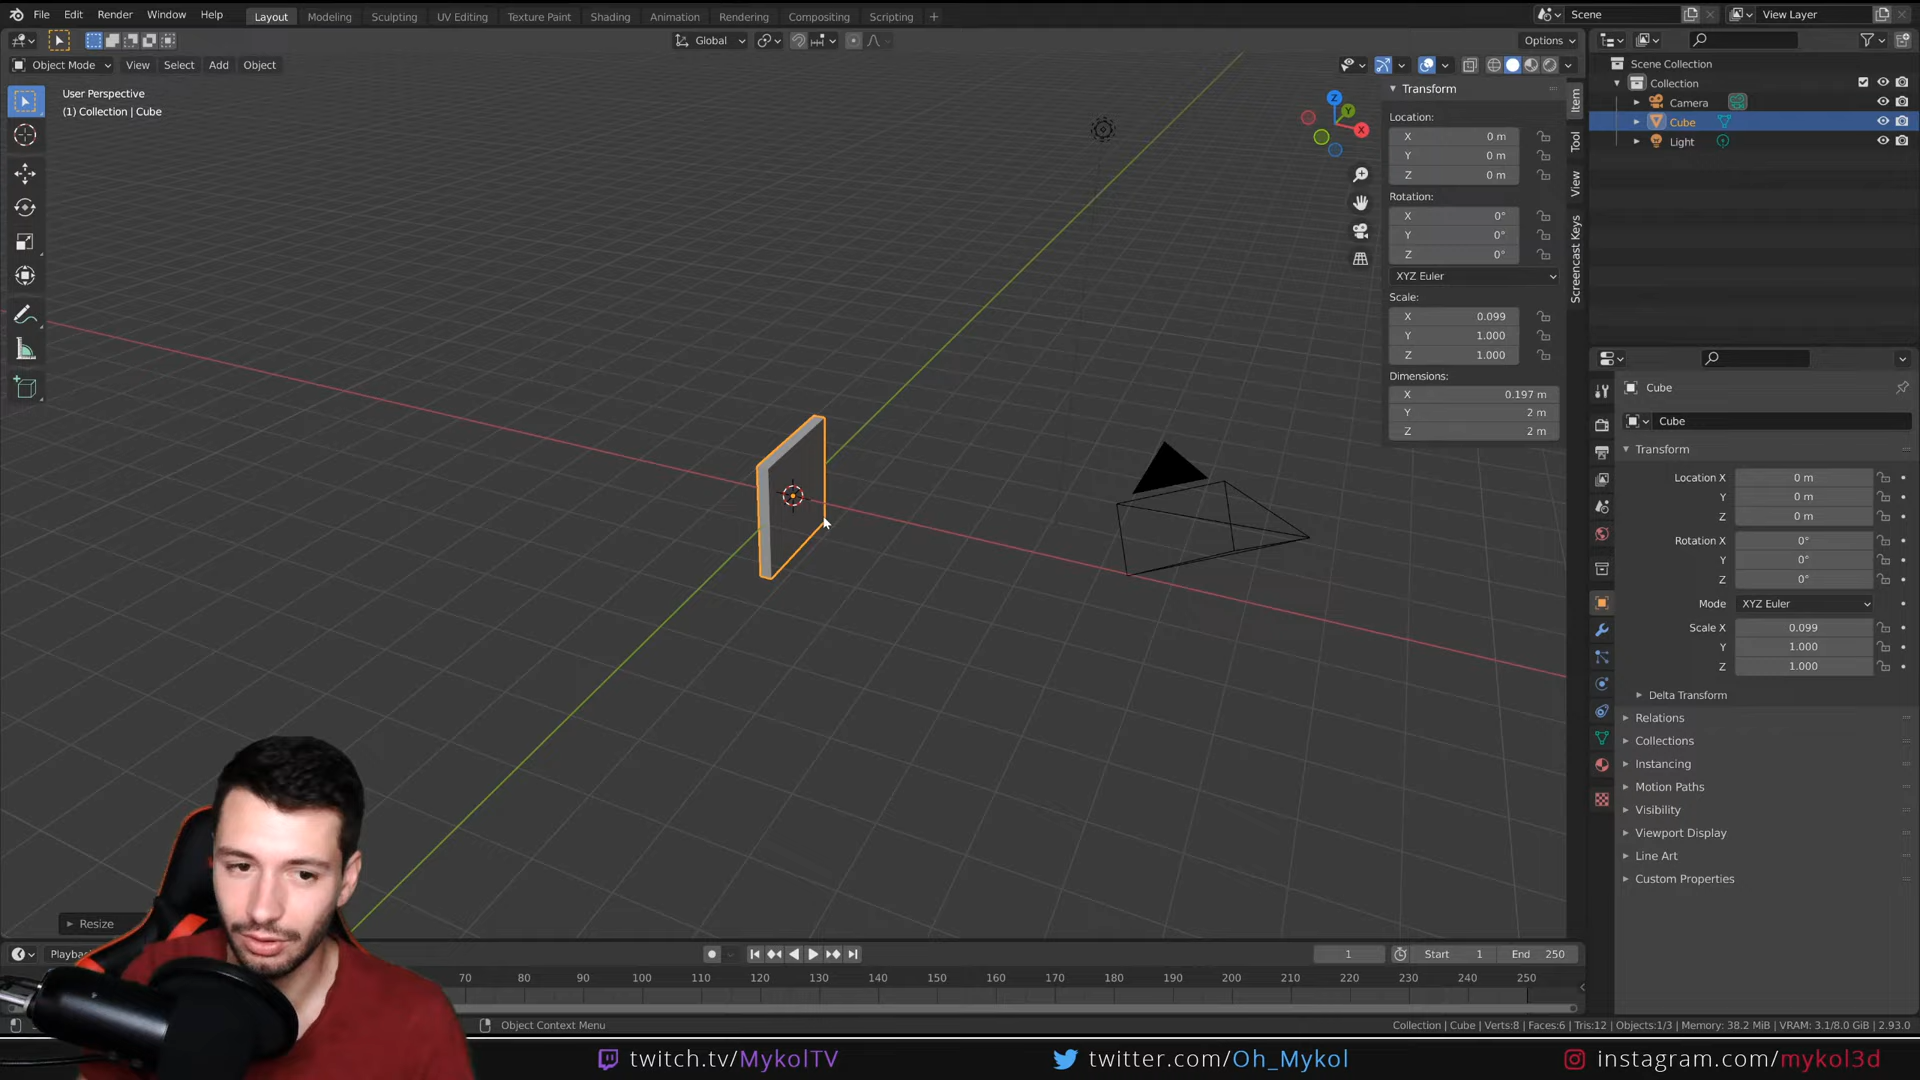 File Edit Render Window Help Layout Modeling Sculpting UV Editing Texture Paint Shading Animation Rendering Compositing Scripting + Scene View Layer
Global Options
Object Mode View Select Add Object
User Perspective
(1) Collection | Cube
Z
Y
X
Transform
Location:
X 0 m
Y 0 m
Z 0 m
Rotation:
X 0°
Y 0°
Z 0°
XYZ Euler
Scale:
X 0.099
Y 1.000
Z 1.000
Dimensions:
X 0.197 m
Y 2 m
Z 2 m
Item
Tool
View
Screencast Keys
Scene Collection
Collection
Camera
Cube
Light
Cube
Cube
Transform
Location X 0 m
Y 0 m
Z 0 m
Rotation X 0°
Y 0°
Z 0°
Mode XYZ Euler
Scale X 0.099
Y 1.000
Z 1.000
Delta Transform
Relations
Collections
Instancing
Motion Paths
Visibility
Viewport Display
Line Art
Custom Properties
Resize
Playba 1 Start 1 End 250
70 80 90 100 110 120 130 140 150 160 170 180 190 200 210 220 230 240 250
Object Context Menu
Collection | Cube | Verts:8 | Faces:6 | Tris:12 | Objects:1/3 | Memory: 38.2 MiB | VRAM: 3.1/8.0 GiB | 2.93.0
twitch.tv/MykolTV twitter.com/Oh_Mykol instagram.com/mykol3d